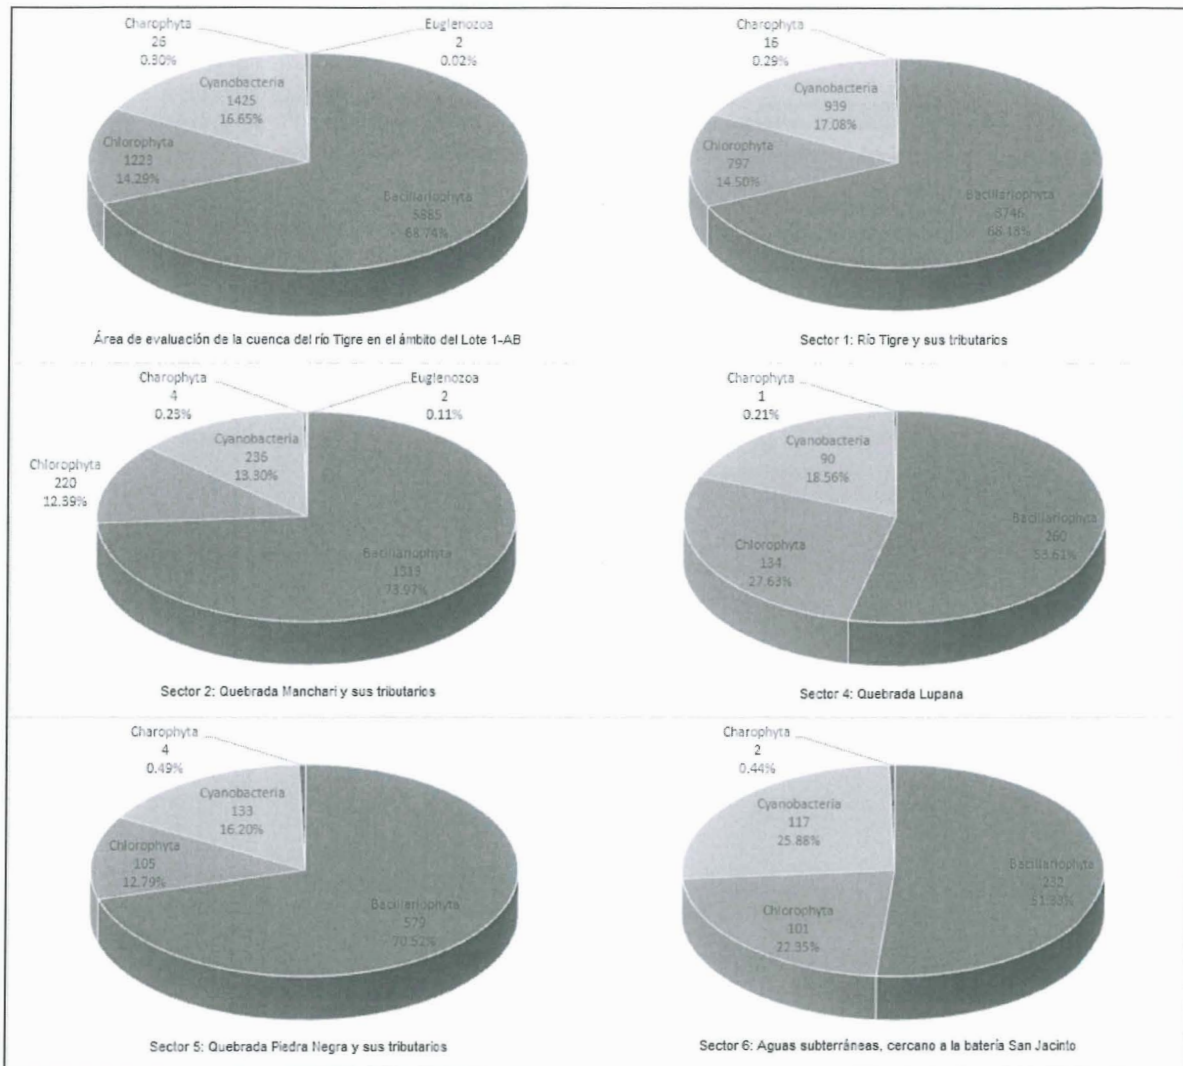 Charophyta
26
0.30%
Euglenozoa
2
0.02%
Cyanobacteria
1425
16.65%
Chlorophyta
1223
14.29%
Bacillariophyta
5885
68.74%
Área de evaluación de la cuenca del río Tigre en el ámbito del Lote 1-AB
Charophyta
16
0.29%
Cyanobacteria
939
17.08%
Chlorophyta
797
14.50%
Bacillariophyta
3746
68.13%
Sector 1: Río Tigre y sus tributarios
Charophyta
4
0.23%
Euglenozoa
2
0.11%
Cyanobacteria
236
13.30%
Chlorophyta
220
12.39%
Bacillariophyta
1313
73.97%
Sector 2: Quebrada Manchari y sus tributarios
Charophyta
1
0.21%
Cyanobacteria
90
18.56%
Chlorophyta
134
27.63%
Bacillariophyta
260
53.61%
Sector 4: Quebrada Lupana
Charophyta
4
0.49%
Cyanobacteria
133
16.20%
Chlorophyta
105
12.79%
Bacillariophyta
579
70.52%
Sector 5: Quebrada Piedra Negra y sus tributarios
Charophyta
2
0.44%
Cyanobacteria
117
25.88%
Chlorophyta
101
22.35%
Bacillariophyta
232
51.33%
Sector 6: Aguas subterráneas, cercano a la batería San Jacinto